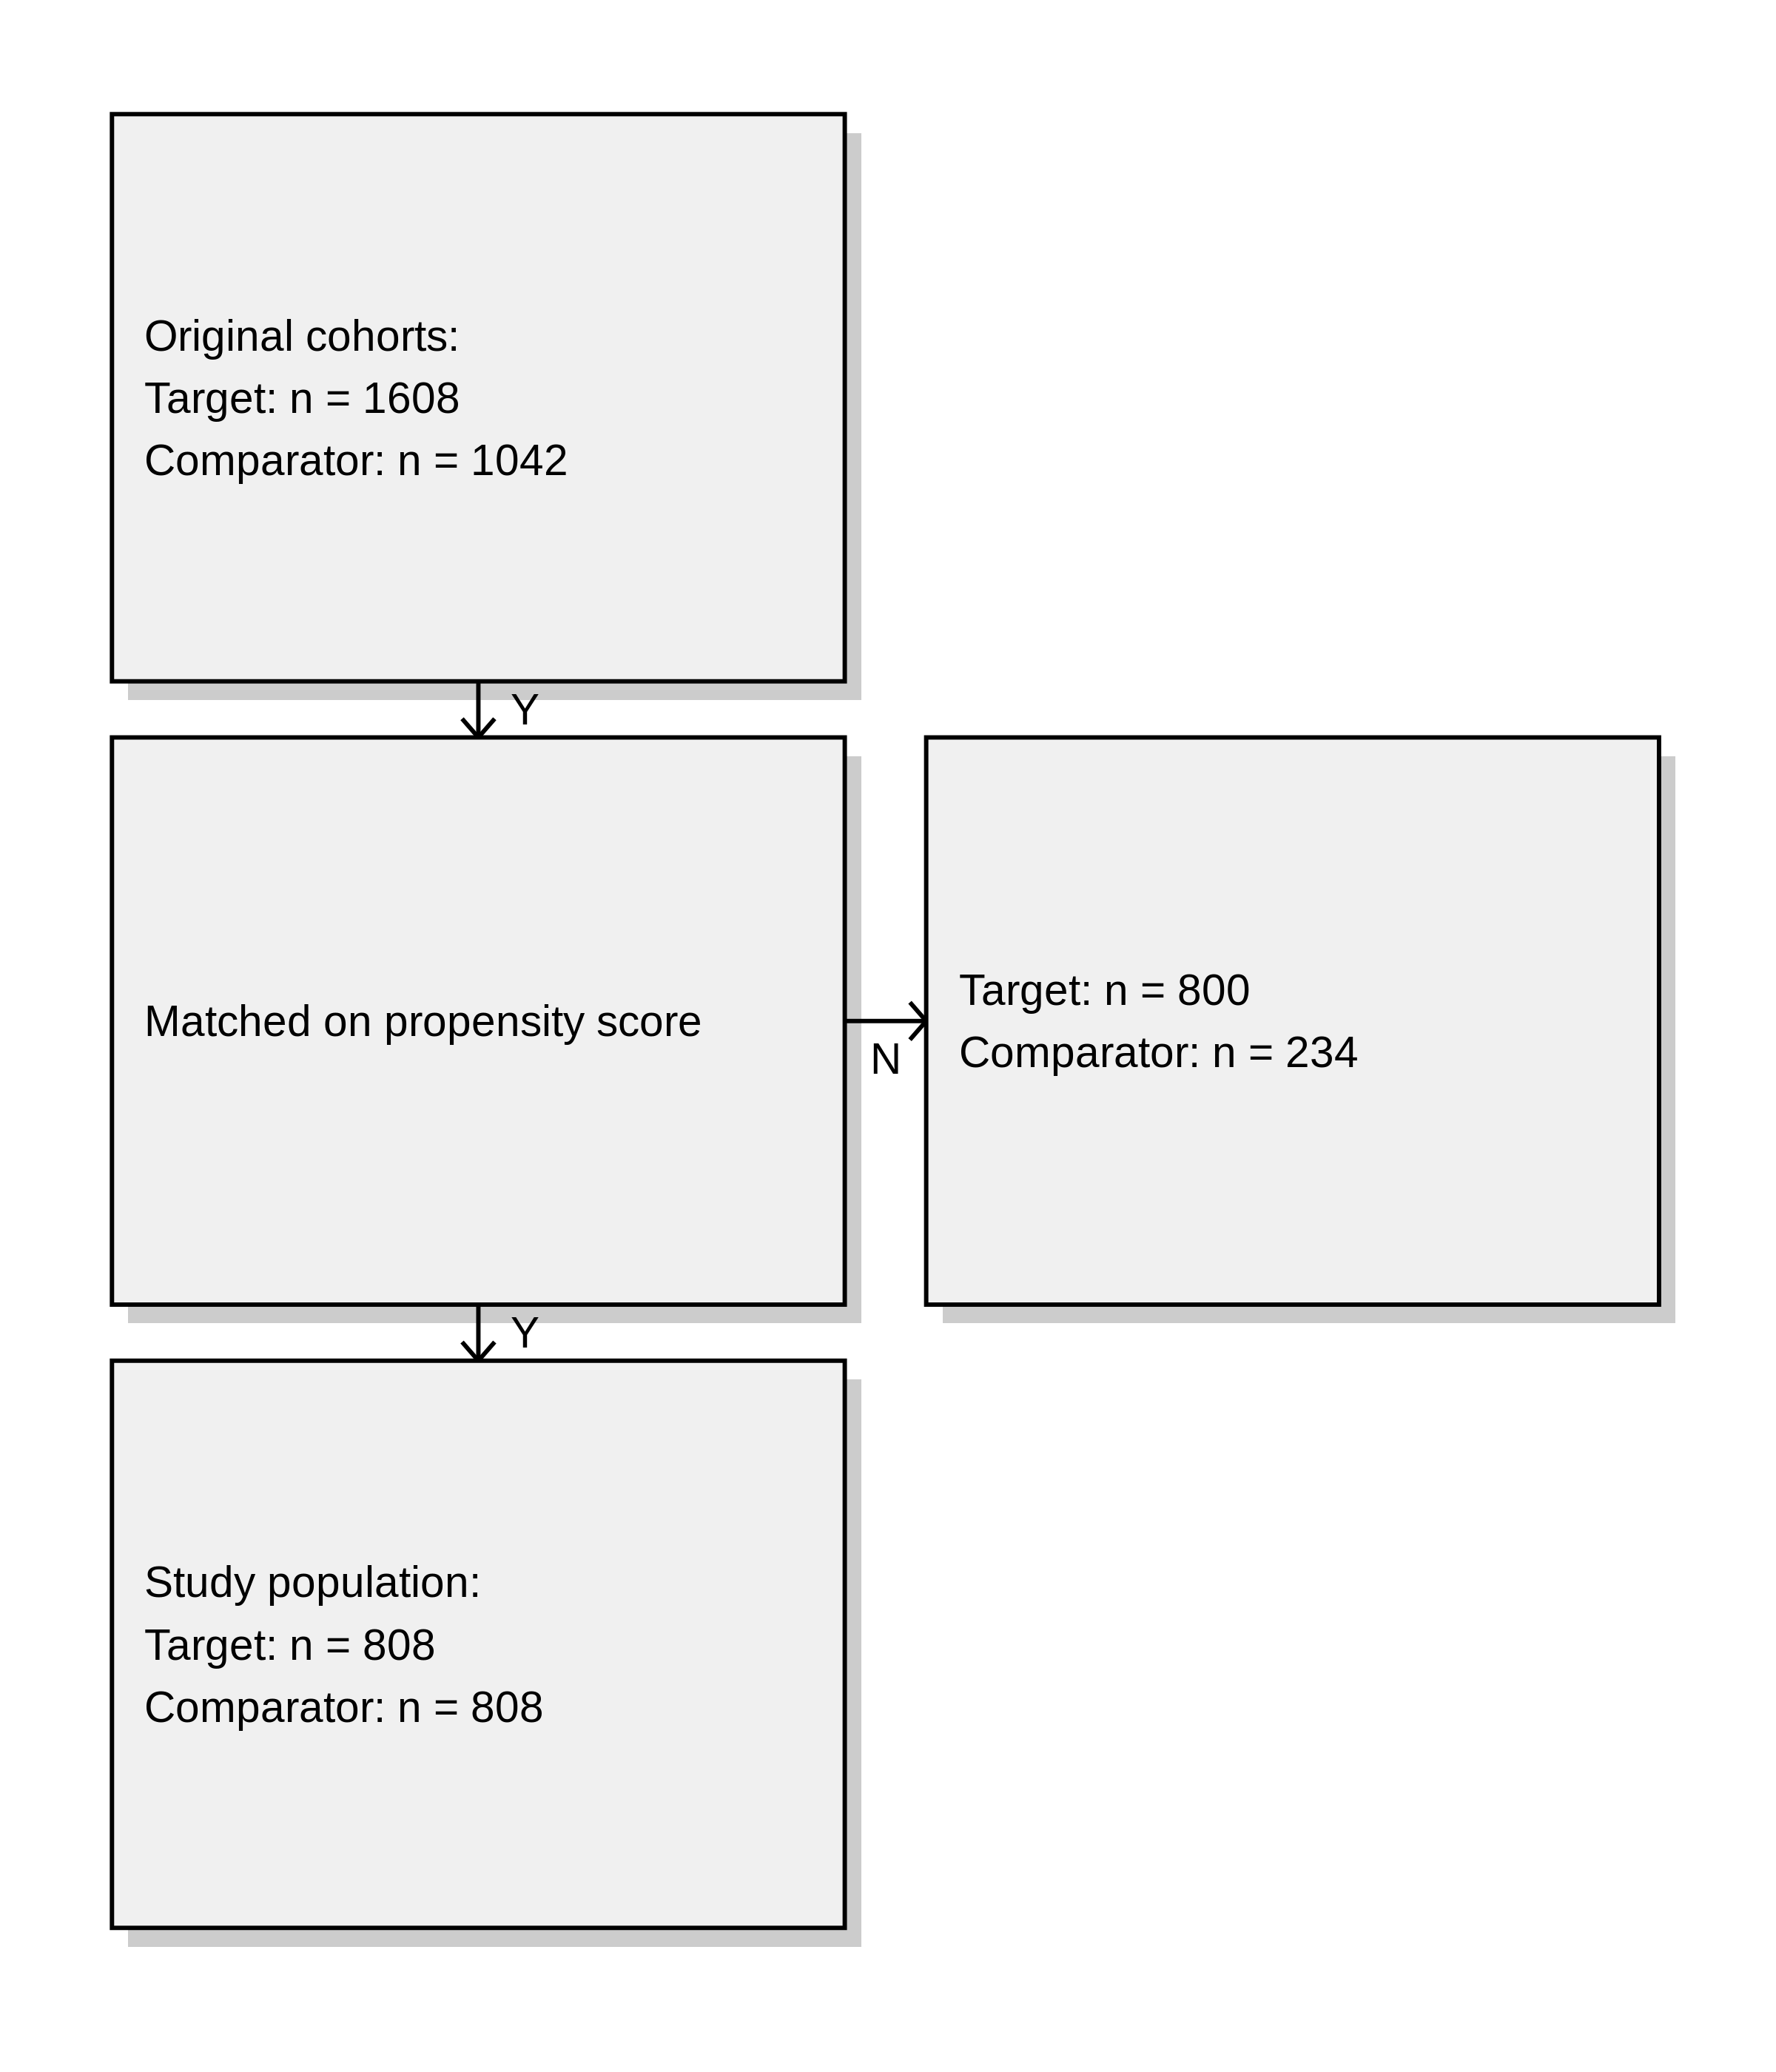 Original cohorts:
Target: n = 1608
Comparator: n = 1042
Y
Matched on propensity score
N
Target: n = 800
Comparator: n = 234
Y
Study population:
Target: n = 808
Comparator: n = 808